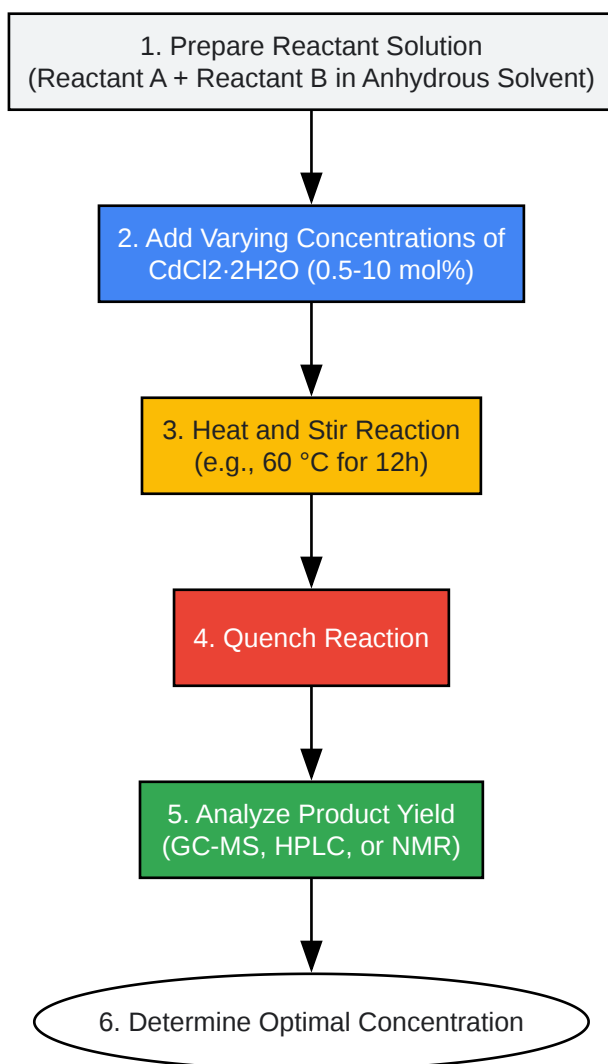 1. Prepare Reactant Solution
(Reactant A + Reactant B in Anhydrous Solvent)
2. Add Varying Concentrations of
CdCl2·2H2O (0.5-10 mol%)
3. Heat and Stir Reaction
(e.g., 60 °C for 12h)
4. Quench Reaction
5. Analyze Product Yield
(GC-MS, HPLC, or NMR)
6. Determine Optimal Concentration